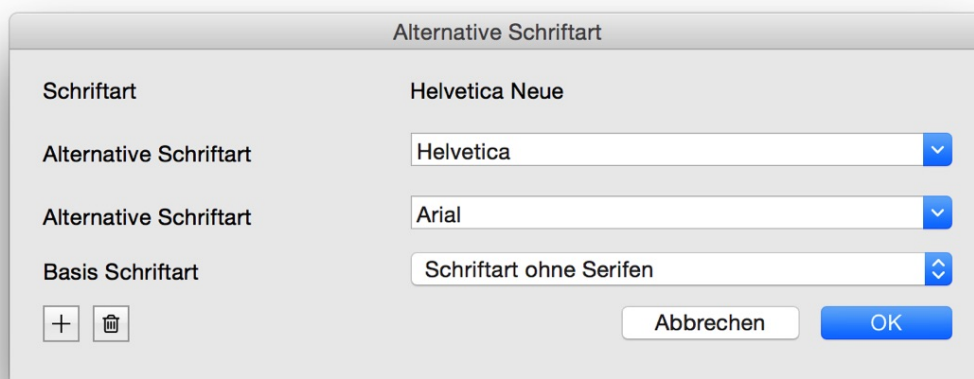 Alternative Schriftart
Schriftart Helvetica Neue
Alternative Schriftart Helvetica
Alternative Schriftart Arial
Basis Schriftart Schriftart ohne Serifen
Abbrechen OK